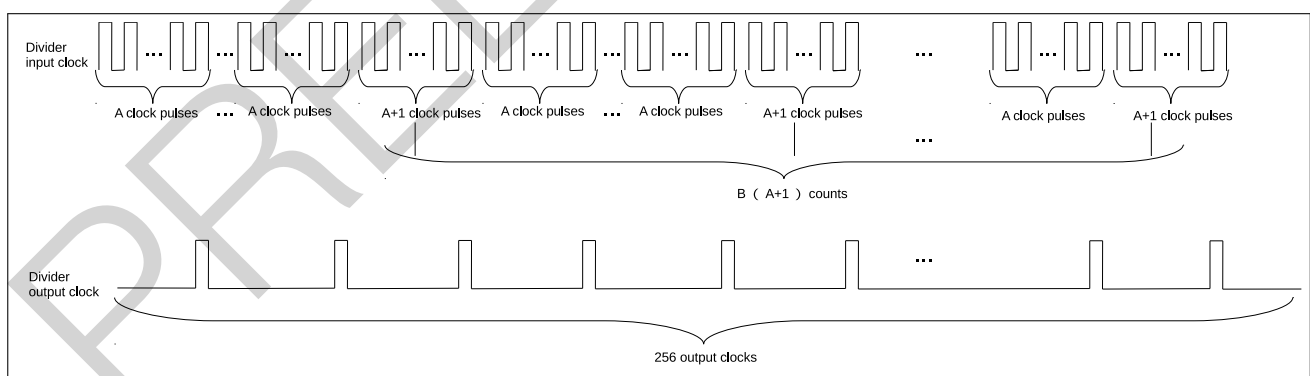 Divider
input clock
... ... ... ... ... ... ... ... ... ... ...
A clock pulses ... A clock pulses A+1 clock pulses A clock pulses ... A clock pulses A+1 clock pulses A clock pulses A+1 clock pulses
...
B ( A+1 ) counts
Divider
output clock
...
256 output clocks
PREL